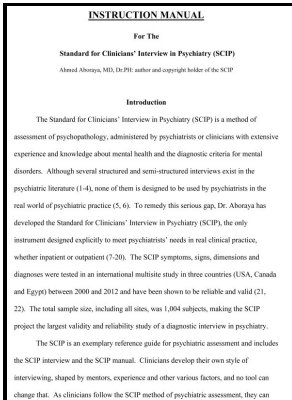 INSTRUCTION MANUAL
For The
Standard for Clinicians' Interview in Psychiatry (SCIP)
Ahmed Aboraya, MD, Dr.PH: author and copyright holder of the SCIP
Introduction
The Standard for Clinicians' Interview in Psychiatry (SCIP) is a method of
assessment of psychopathology, administered by psychiatrists or clinicians with extensive
experience and knowledge about mental health and the diagnostic criteria for mental
disorders. Although several structured and semi-structured interviews exist in the
psychiatric literature (1-4), none of them is designed to be used by psychiatrists in the
real world of psychiatric practice (5, 6). To remedy this serious gap, Dr. Aboraya has
developed the Standard for Clinicians' Interview in Psychiatry (SCIP), the only
instrument designed explicitly to meet psychiatrists' needs in real clinical practice,
whether inpatient or outpatient (7-20). The SCIP symptoms, signs, dimensions and
diagnoses were tested in an international multisite study in three countries (USA, Canada
and Egypt) between 2000 and 2012 and have been shown to be reliable and valid (21,
22). The total sample size, including all sites, was 1,004 subjects, making the SCIP
project the largest validity and reliability study of a diagnostic interview in psychiatry.
The SCIP is an exemplary reference guide for psychiatric assessment and includes
the SCIP interview and the SCIP manual. Clinicians develop their own style of
interviewing, shaped by mentors, experience and other various factors, and no tool can
change that. As clinicians follow the SCIP method of psychiatric assessment, they can